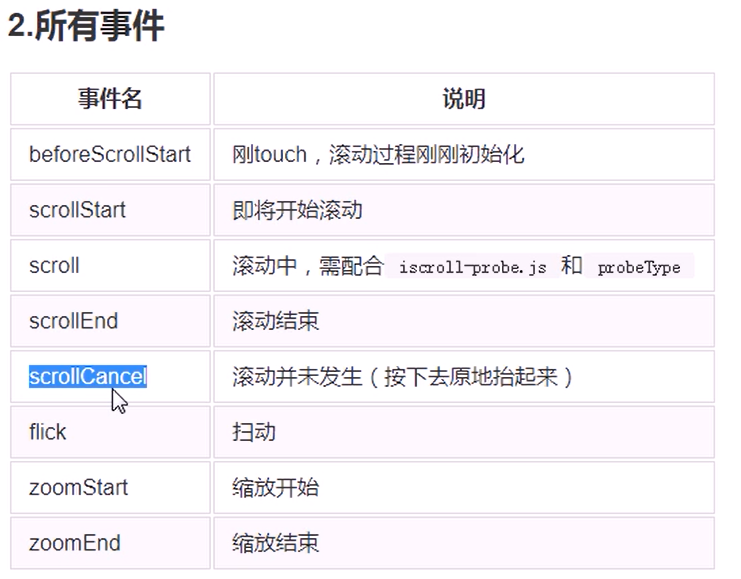 2.所有事件
事件名 说明
beforeScrollStart 刚touch，滚动过程刚刚初始化
scrollStart 即将开始滚动
scroll 滚动中，需配合 iscroll-probe.js 和 probeType
scrollEnd 滚动结束
scrollCancel 滚动并未发生（按下去原地抬起来）
flick 扫动
zoomStart 缩放开始
zoomEnd 缩放结束